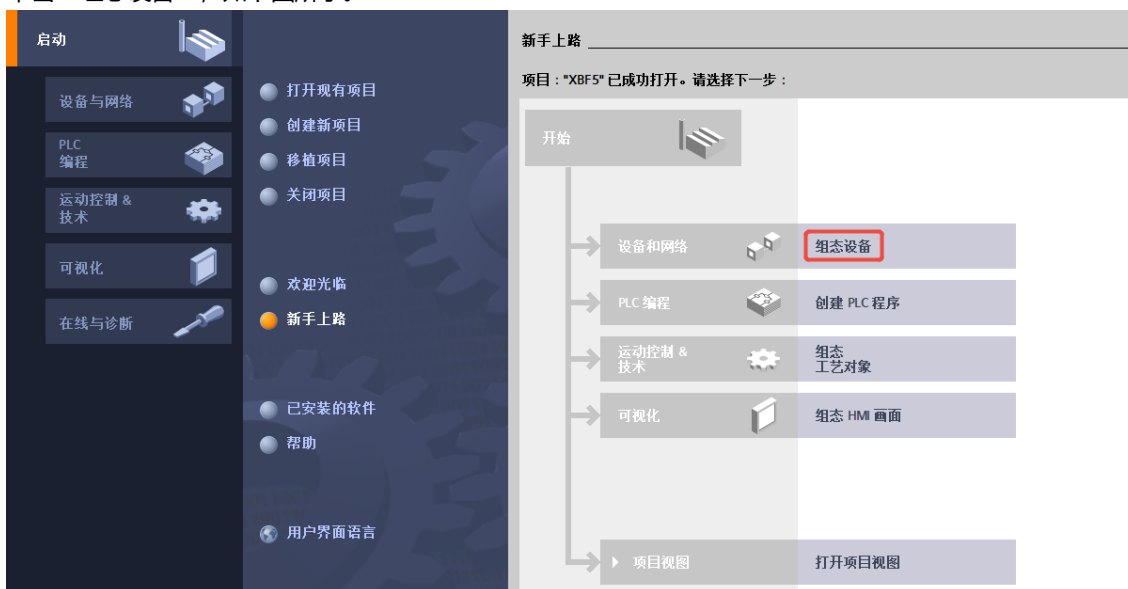 启动
设备与网络
PLC
编程
运动控制 &
技术
可视化
在线与诊断
打开现有项目
创建新项目
移植项目
关闭项目
欢迎光临
新手上路
已安装的软件
帮助
用户界面语言
新手上路
项目："XBF5" 已成功打开。请选择下一步：
开始
设备和网络
组态设备
PLC 编程
创建 PLC 程序
运动控制 &
技术
组态
工艺对象
可视化
组态 HMI 画面
项目视图
打开项目视图